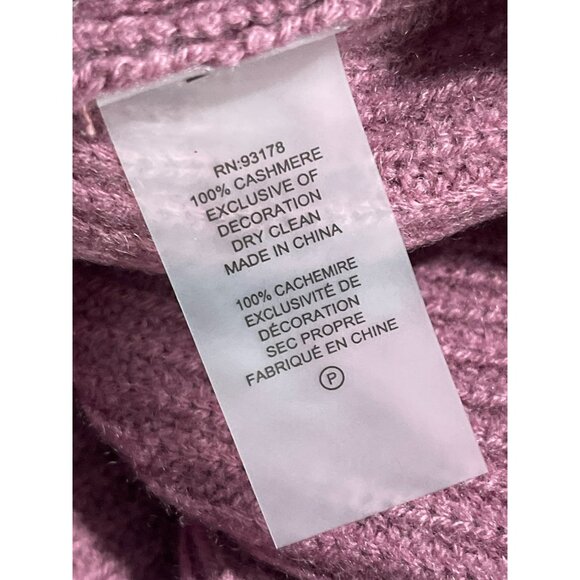 RN:93178
100% CASHMERE
EXCLUSIVE OF
DECORATION
DRY CLEAN
MADE IN CHINA
100% CACHEMIRE
EXCLUSIVITÉ DE
DÉCORATION
SEC PROPRE
FABRIQUÉ EN CHINE
P